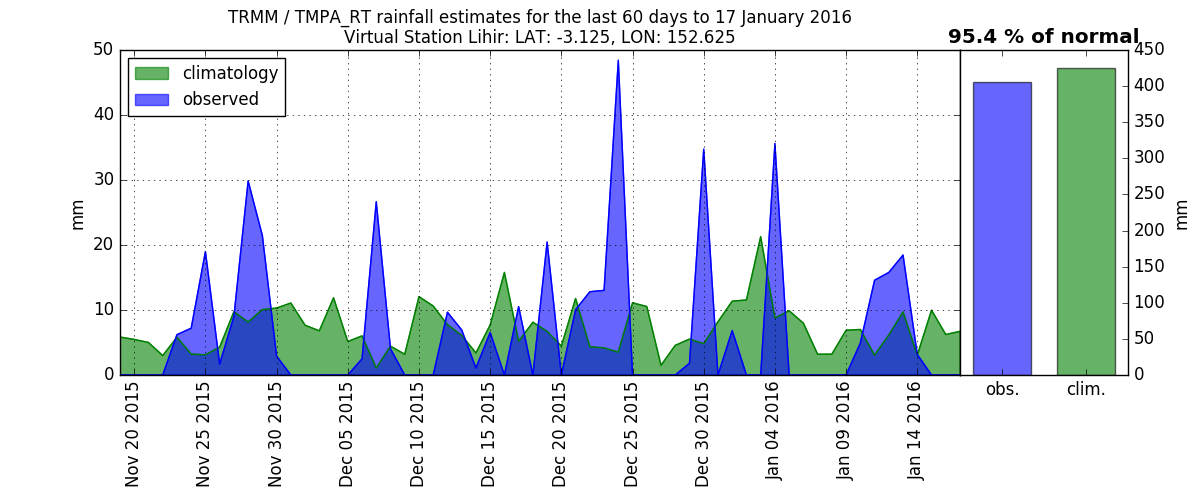 TRMM / TMPA_RT rainfall estimates for the last 60 days to 17 January 2016
Virtual Station Lihir: LAT: -3.125, LON: 152.625
95.4 % of normal
climatology
observed
50
40
30
20
10
0
mm
Nov 20 2015
Nov 25 2015
Nov 30 2015
Dec 05 2015
Dec 10 2015
Dec 15 2015
Dec 20 2015
Dec 25 2015
Dec 30 2015
Jan 04 2016
Jan 09 2016
Jan 14 2016
450
400
350
300
250
200
150
100
50
0
mm
obs.
clim.